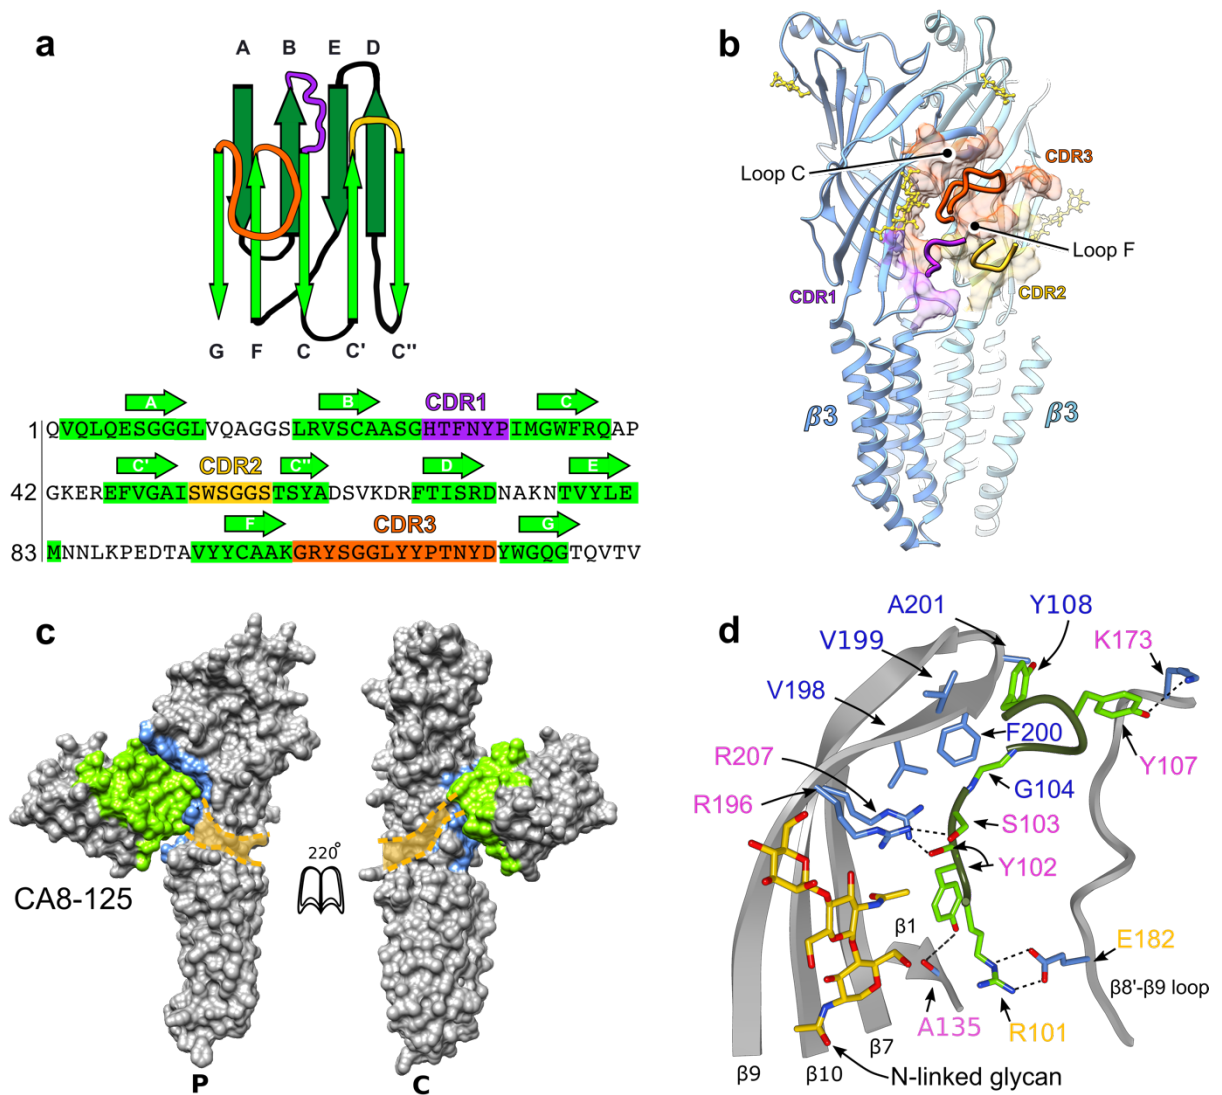 a
A B E D
G F C C' C''
A B CDR1 C
1 QVQLQESGGGLVQAGGSLRVSCAASGHTFNYPIMGWFRQAP
C' CDR2 C'' D E
42 GKEREFVGAISWSGGSTSYADSVKDRFTISRDNAKNTVYLE
F CDR3 G
83 MNNLKPEDTAVYYCAAKGRYSGGLYYPTNYDYWGQGTQVTV
b
Loop C
CDR3
Loop F
CDR1
CDR2
β3
β3
c
220°
CA8-125
P
C
d
A201
Y108
K173
V199
V198
F200
Y107
R207
G104
R196
S103
Y102
β1
E182
β8'-β9 loop
A135
R101
β7
β9
β10
N-linked glycan